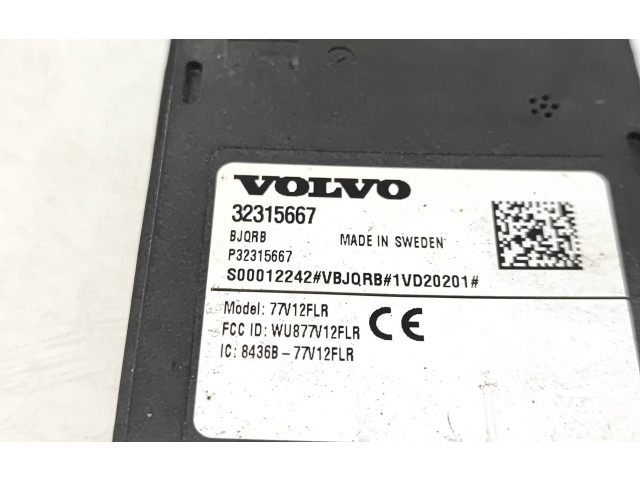 VOLVO
32315667
BJQRB MADE IN SWEDEN
P32315667
S00012242#VBJQRB#1VD20201#
Model: 77V12FLR
FCC ID: WU877V12FLR CE
IC: 8436B-77V12FLR